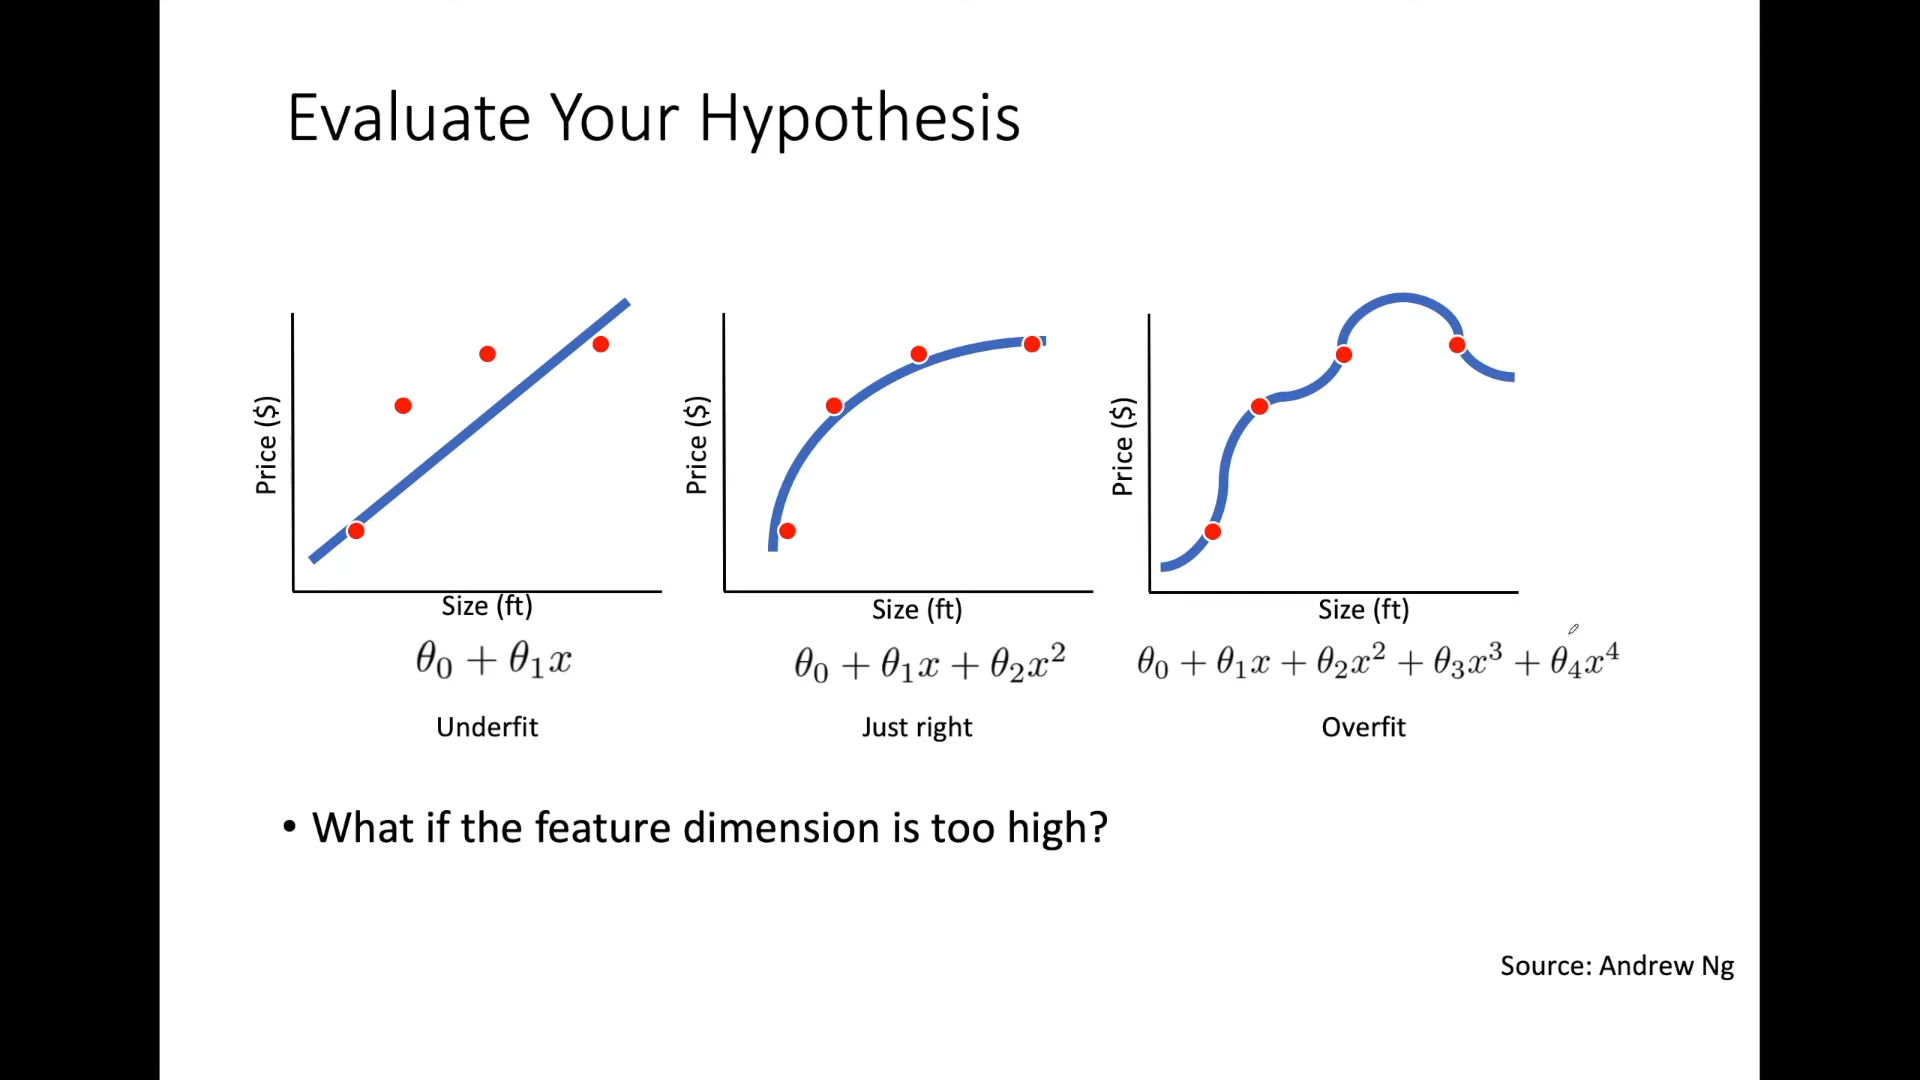 Evaluate Your Hypothesis
Price ($)
Size (ft)
θ₀ + θ₁x
Underfit
Price ($)
Size (ft)
θ₀ + θ₁x + θ₂x²
Just right
Price ($)
Size (ft)
θ₀ + θ₁x + θ₂x² + θ₃x³ + θ₄x⁴
Overfit
• What if the feature dimension is too high?
Source: Andrew Ng